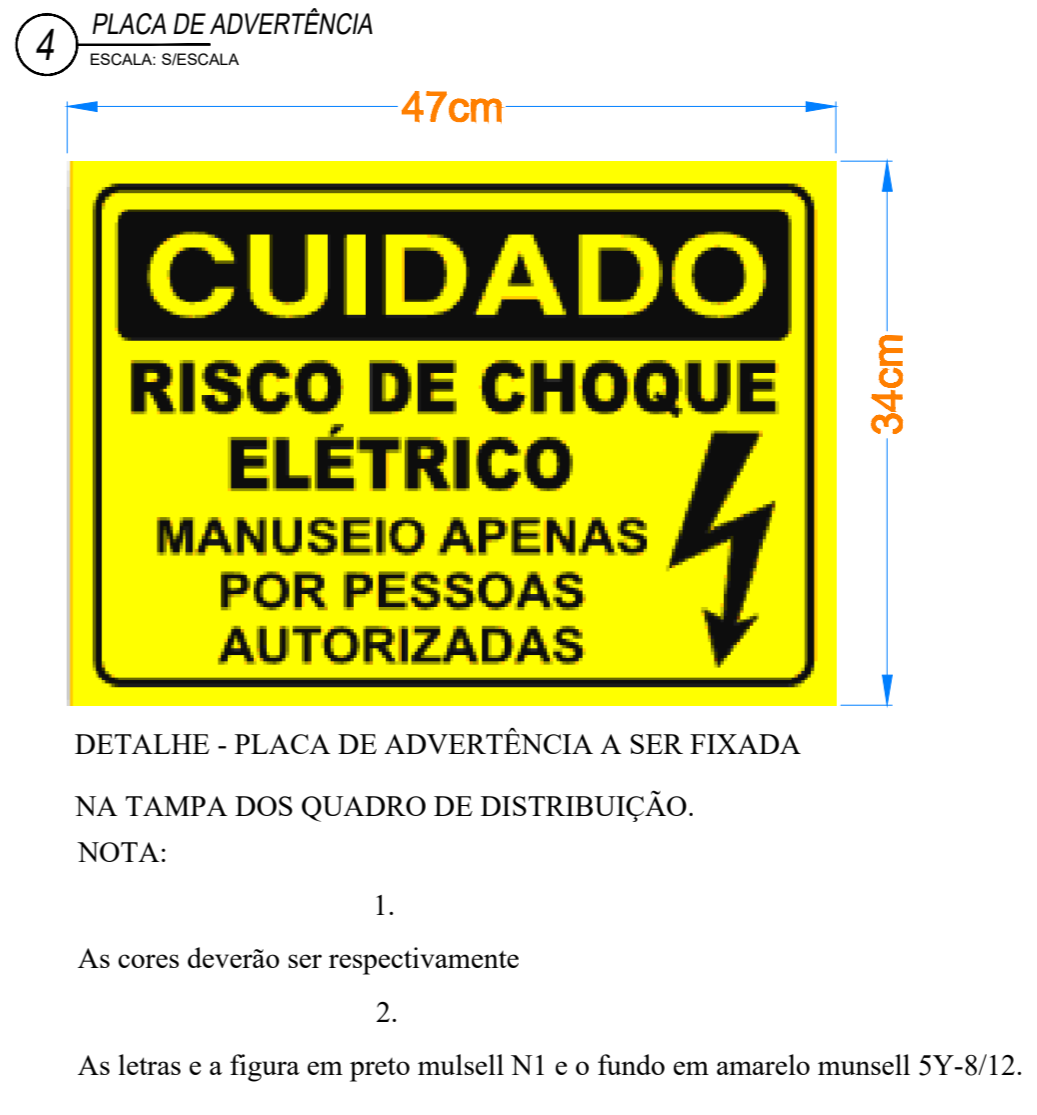 4
PLACA DE ADVERTÊNCIA
ESCALA: S/ESCALA
47cm
CUIDADO
RISCO DE CHOQUE
ELÉTRICO
MANUSEIO APENAS
POR PESSOAS
AUTORIZADAS
34cm
DETALHE - PLACA DE ADVERTÊNCIA A SER FIXADA
NA TAMPA DOS QUADRO DE DISTRIBUIÇÃO.
NOTA:
1.
As cores deverão ser respectivamente
2.
As letras e a figura em preto mulsell N1 e o fundo em amarelo munsell 5Y-8/12.